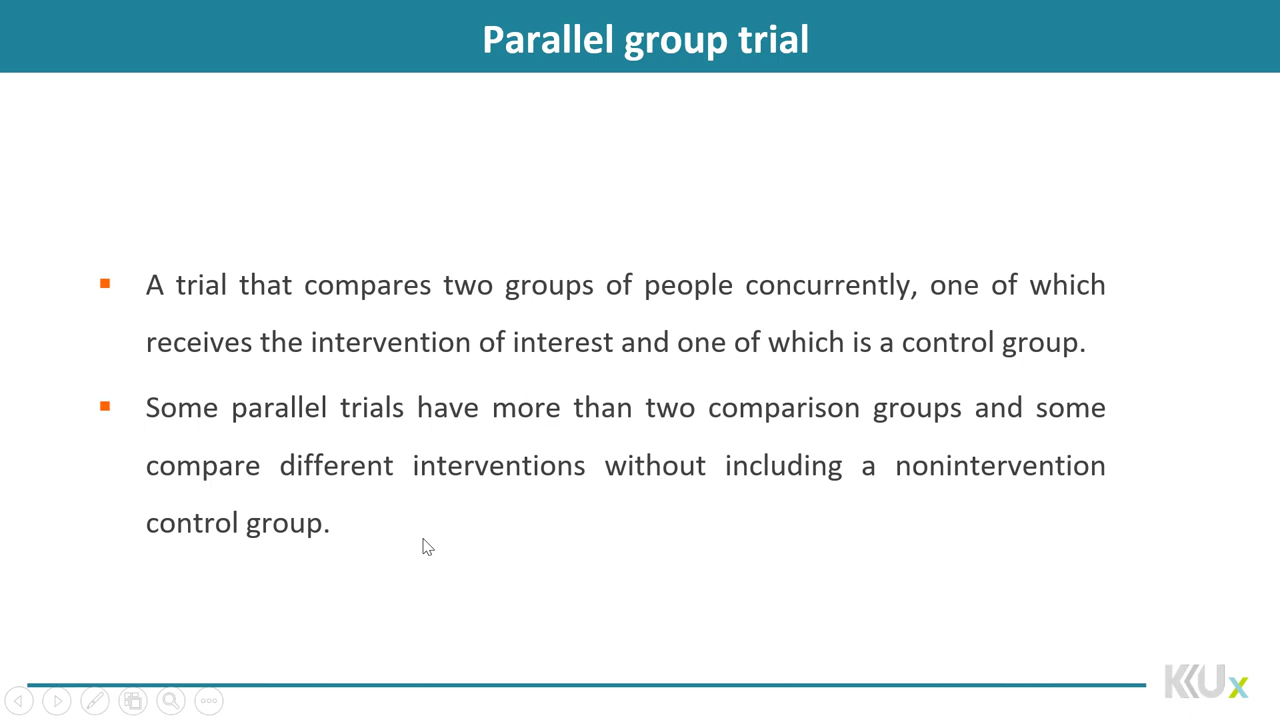 Parallel group trial
A trial that compares two groups of people concurrently, one of which
receives the intervention of interest and one of which is a control group.
Some parallel trials have more than two comparison groups and some
compare different interventions without including a nonintervention
control group.
KKUx